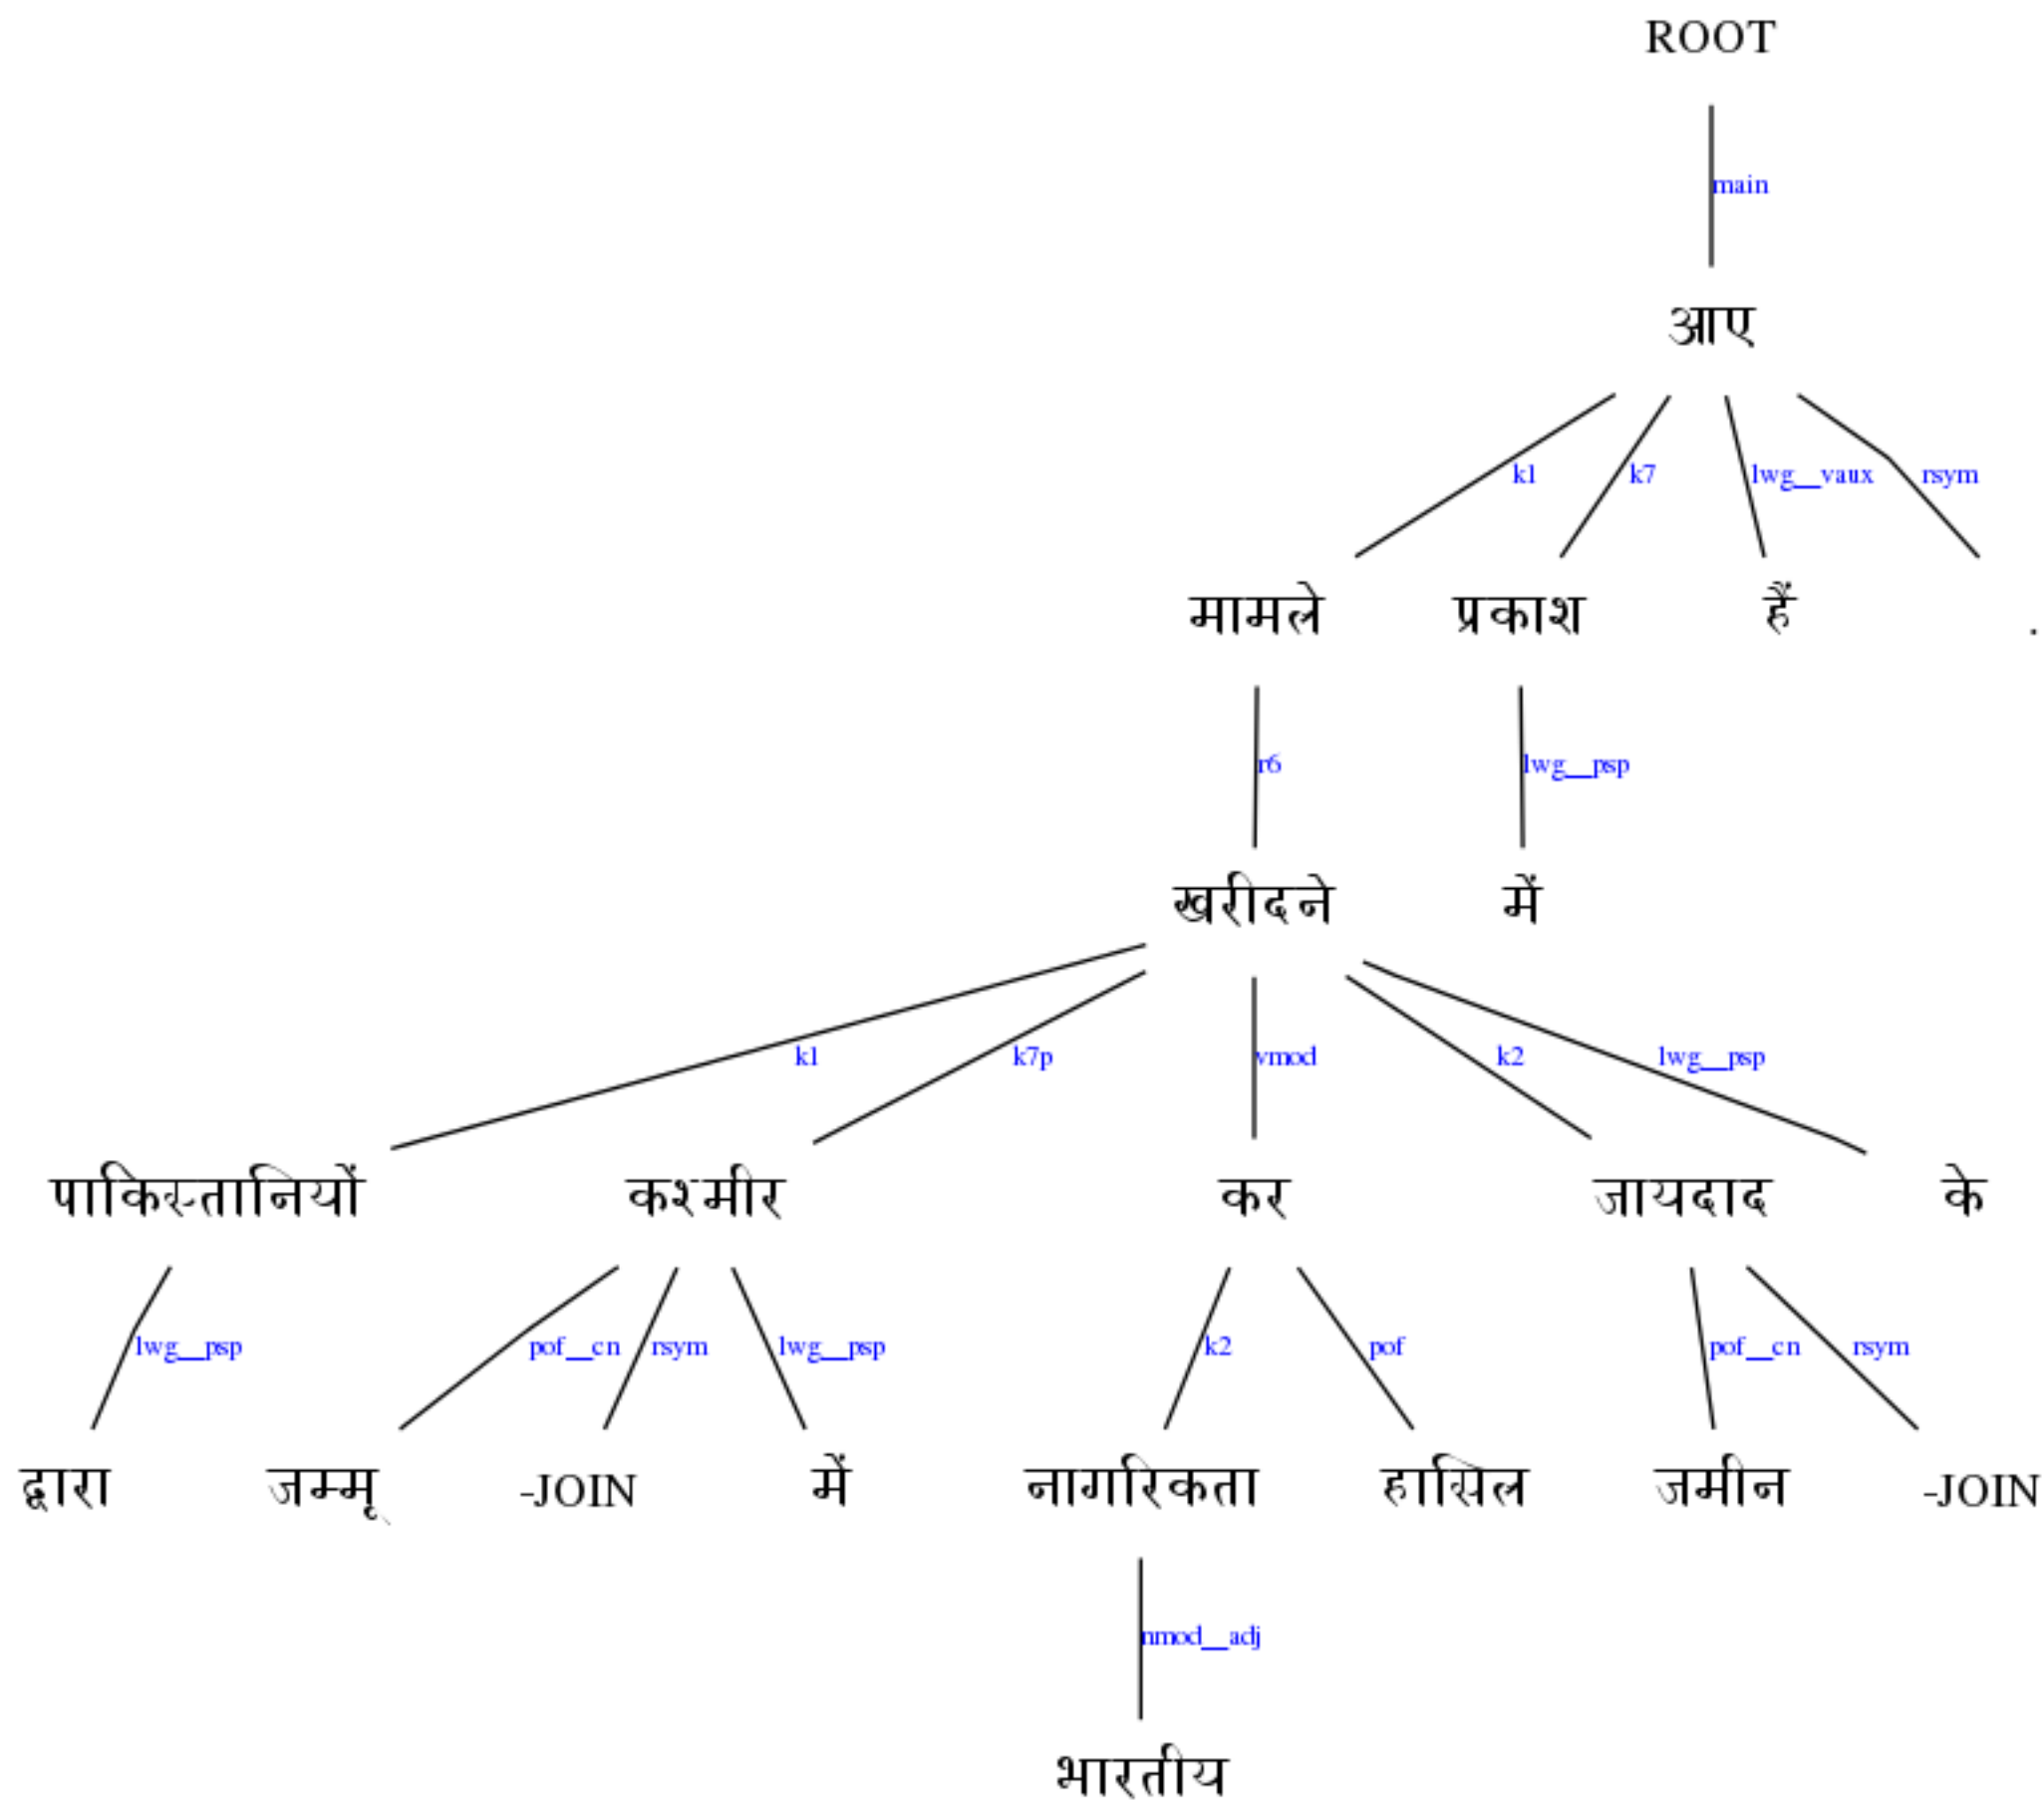 ROOT
main
आए
k1 k7 lwg__vaux rsym
मामले प्रकाश हैं .
r6 lwg__psp
खरीदने में
k1 k7p vmod k2 lwg__psp
पाकिस्तानियों कश्मीर कर जायदाद के
lwg__psp pof__cn rsym lwg__psp k2 pof pof__cn rsym
द्वारा जम्मू -JOIN में नागरिकता हासिल जमीन -JOIN
nmod__adj
भारतीय